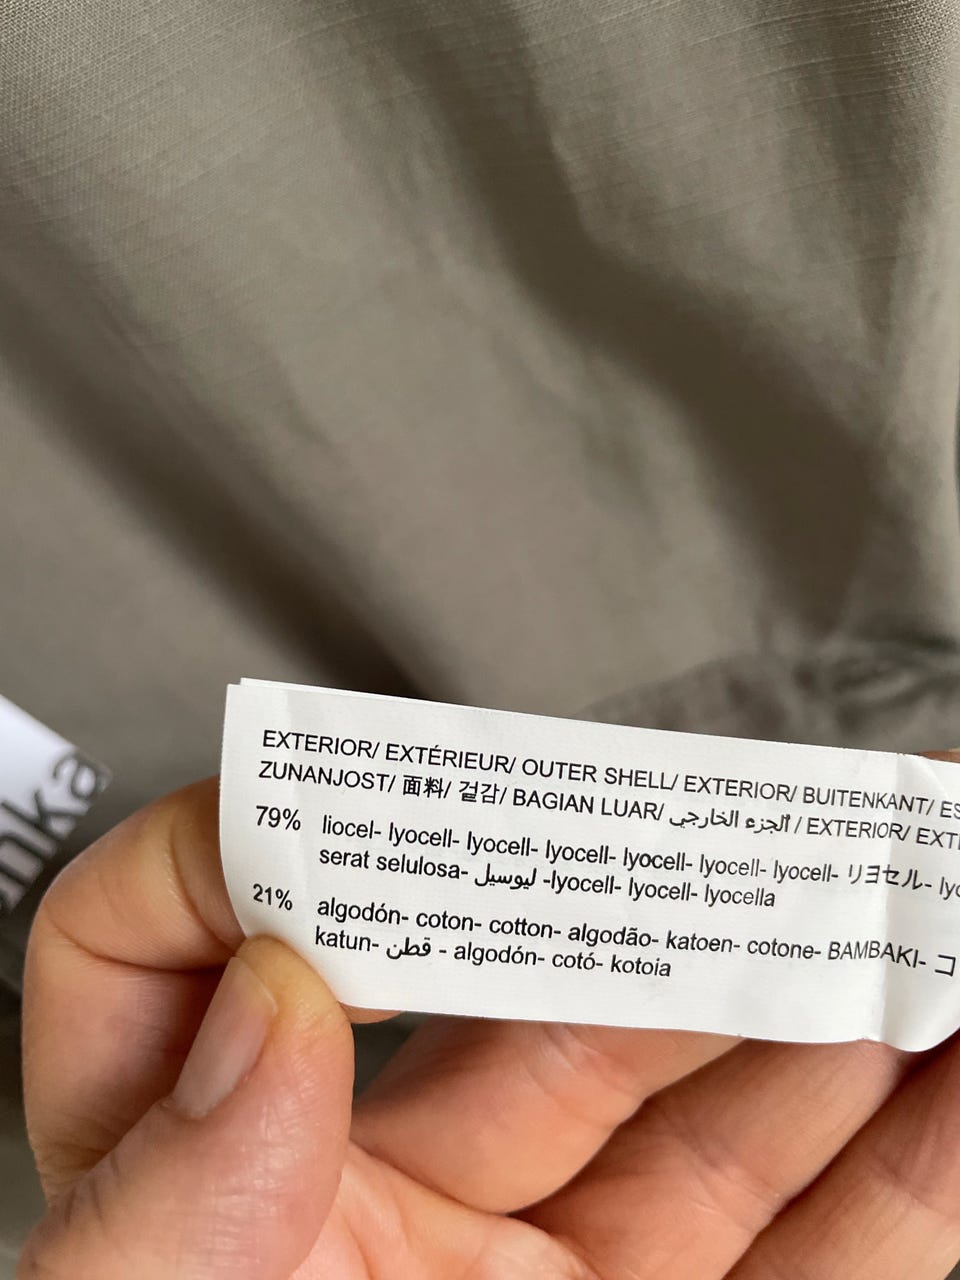 EXTERIOR/ EXTÉRIEUR/ OUTER SHELL/ EXTERIOR/ BUITENKANT/
ZUNANJOST/ 面料/ 겉감/ BAGIAN LUAR/ الجزء الخارجي / EXTERIOR/
79% liocel- lyocell- lyocell- lyocell- lyocell- lyocell- lyocell- リヨセル-
serat selulosa- ليوسيل -lyocell- lyocell- lyocella
21% algodón- coton- cotton- algodão- katoen- cotone- BAMBAKI-
katun- قطن - algodón- cotó- kotoia